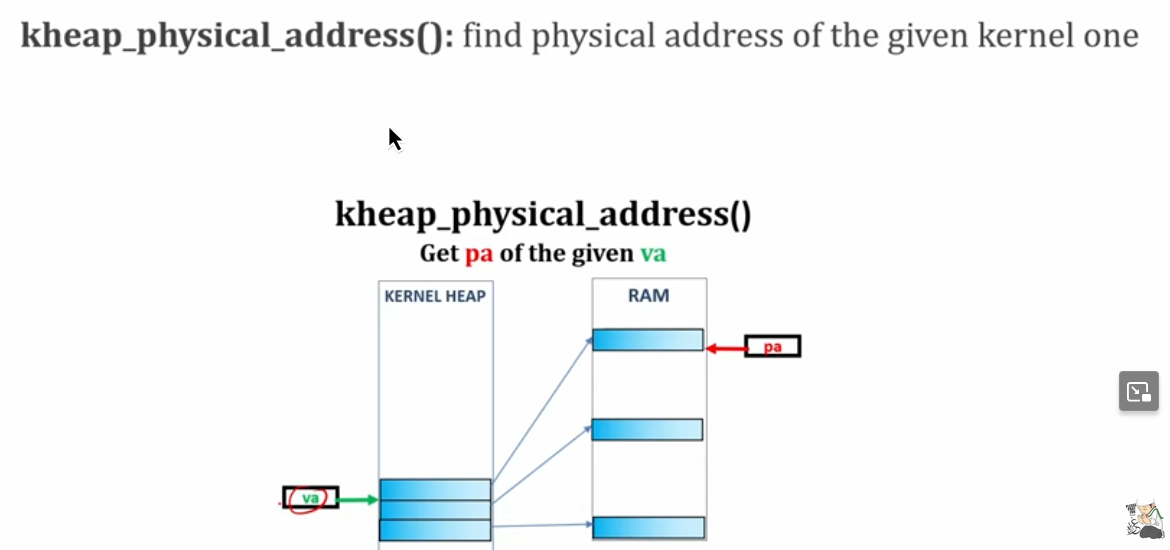 kheap_physical_address(): find physical address of the given kernel one
kheap_physical_address()
Get pa of the given va
KERNEL HEAP
RAM
pa
va